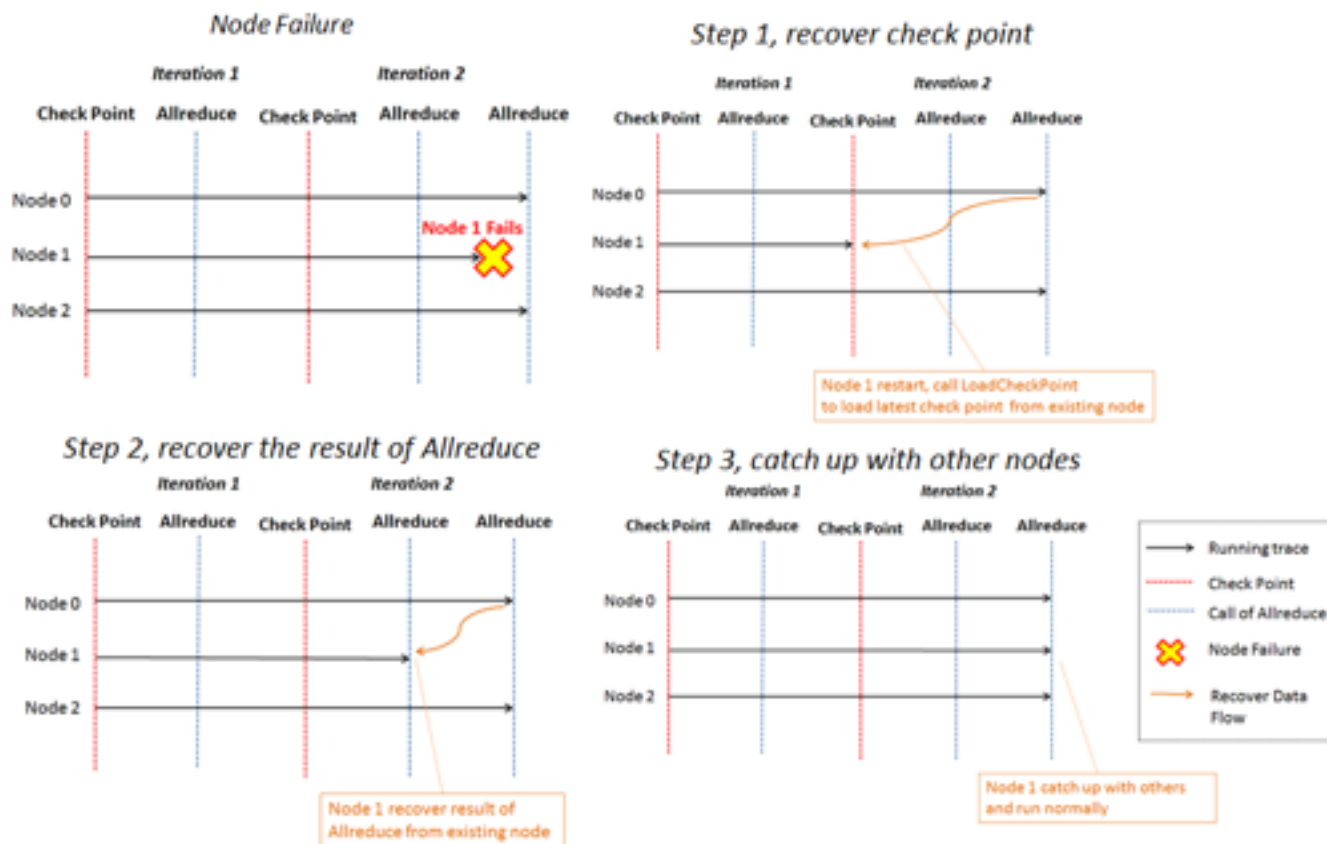 Node Failure
Iteration 1 Iteration 2
Check Point Allreduce Check Point Allreduce Allreduce
Node 0
Node 1 Fails
Node 1
Node 2
Step 1, recover check point
Iteration 1 Iteration 2
Check Point Allreduce Check Point Allreduce Allreduce
Node 0
Node 1
Node 2
Node 1 restart, call LoadCheckPoint
to load latest check point from existing node
Step 2, recover the result of Allreduce
Iteration 1 Iteration 2
Check Point Allreduce Check Point Allreduce Allreduce
Node 0
Node 1
Node 2
Node 1 recover result of
Allreduce from existing node
Step 3, catch up with other nodes
Iteration 1 Iteration 2
Check Point Allreduce Check Point Allreduce Allreduce
Node 0
Node 1
Node 2
Node 1 catch up with others
and run normally
Running trace
Check Point
Call of Allreduce
Node Failure
Recover Data
Flow